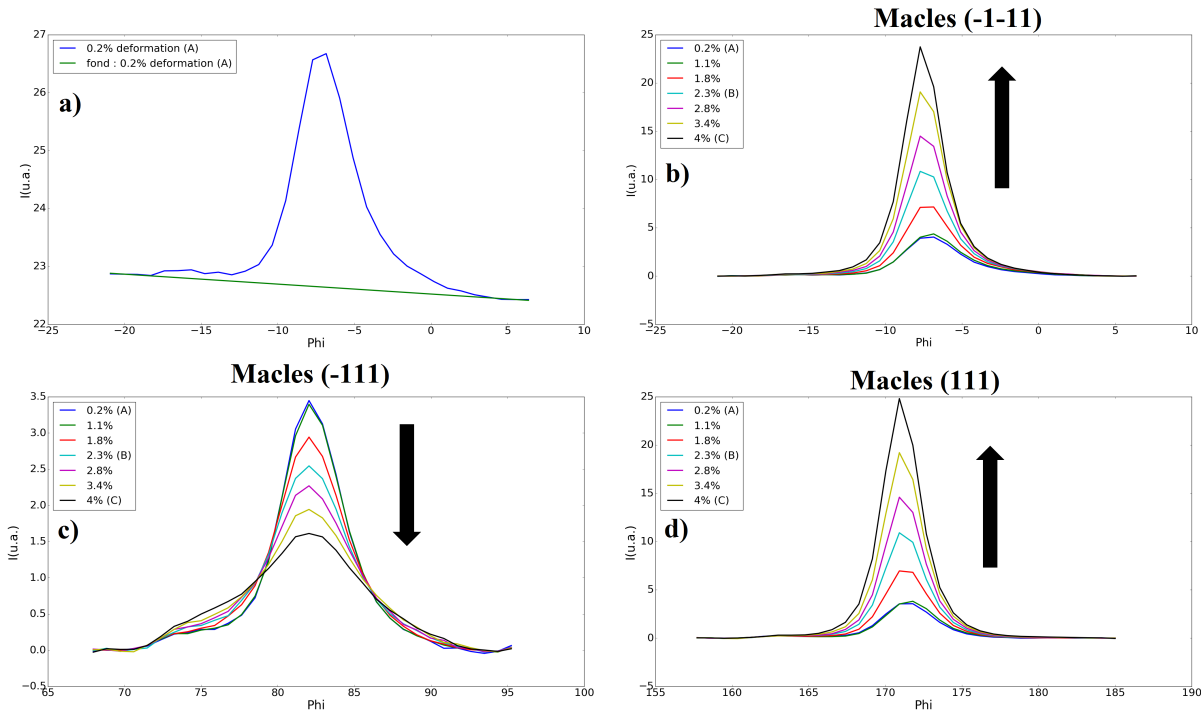 27
26
25
24
23
22
−25
−20
−15
−10
−5
0
5
10
I(u.a.)
Phi
0.2% deformation (A)
fond : 0.2% deformation (A)
a)
Macles (-1-11)
25
20
15
10
5
0
−5
−25
−20
−15
−10
−5
0
5
10
I(u.a.)
Phi
0.2% (A)
1.1%
1.8%
2.3% (B)
2.8%
3.4%
4% (C)
b)
Macles (-111)
3.5
3.0
2.5
2.0
1.5
1.0
0.5
0.0
−0.5
65
70
75
80
85
90
95
100
I(u.a.)
Phi
0.2% (A)
1.1%
1.8%
2.3% (B)
2.8%
3.4%
4% (C)
c)
Macles (111)
25
20
15
10
5
0
−5
155
160
165
170
175
180
185
190
I(u.a.)
Phi
0.2% (A)
1.1%
1.8%
2.3% (B)
2.8%
3.4%
4% (C)
d)